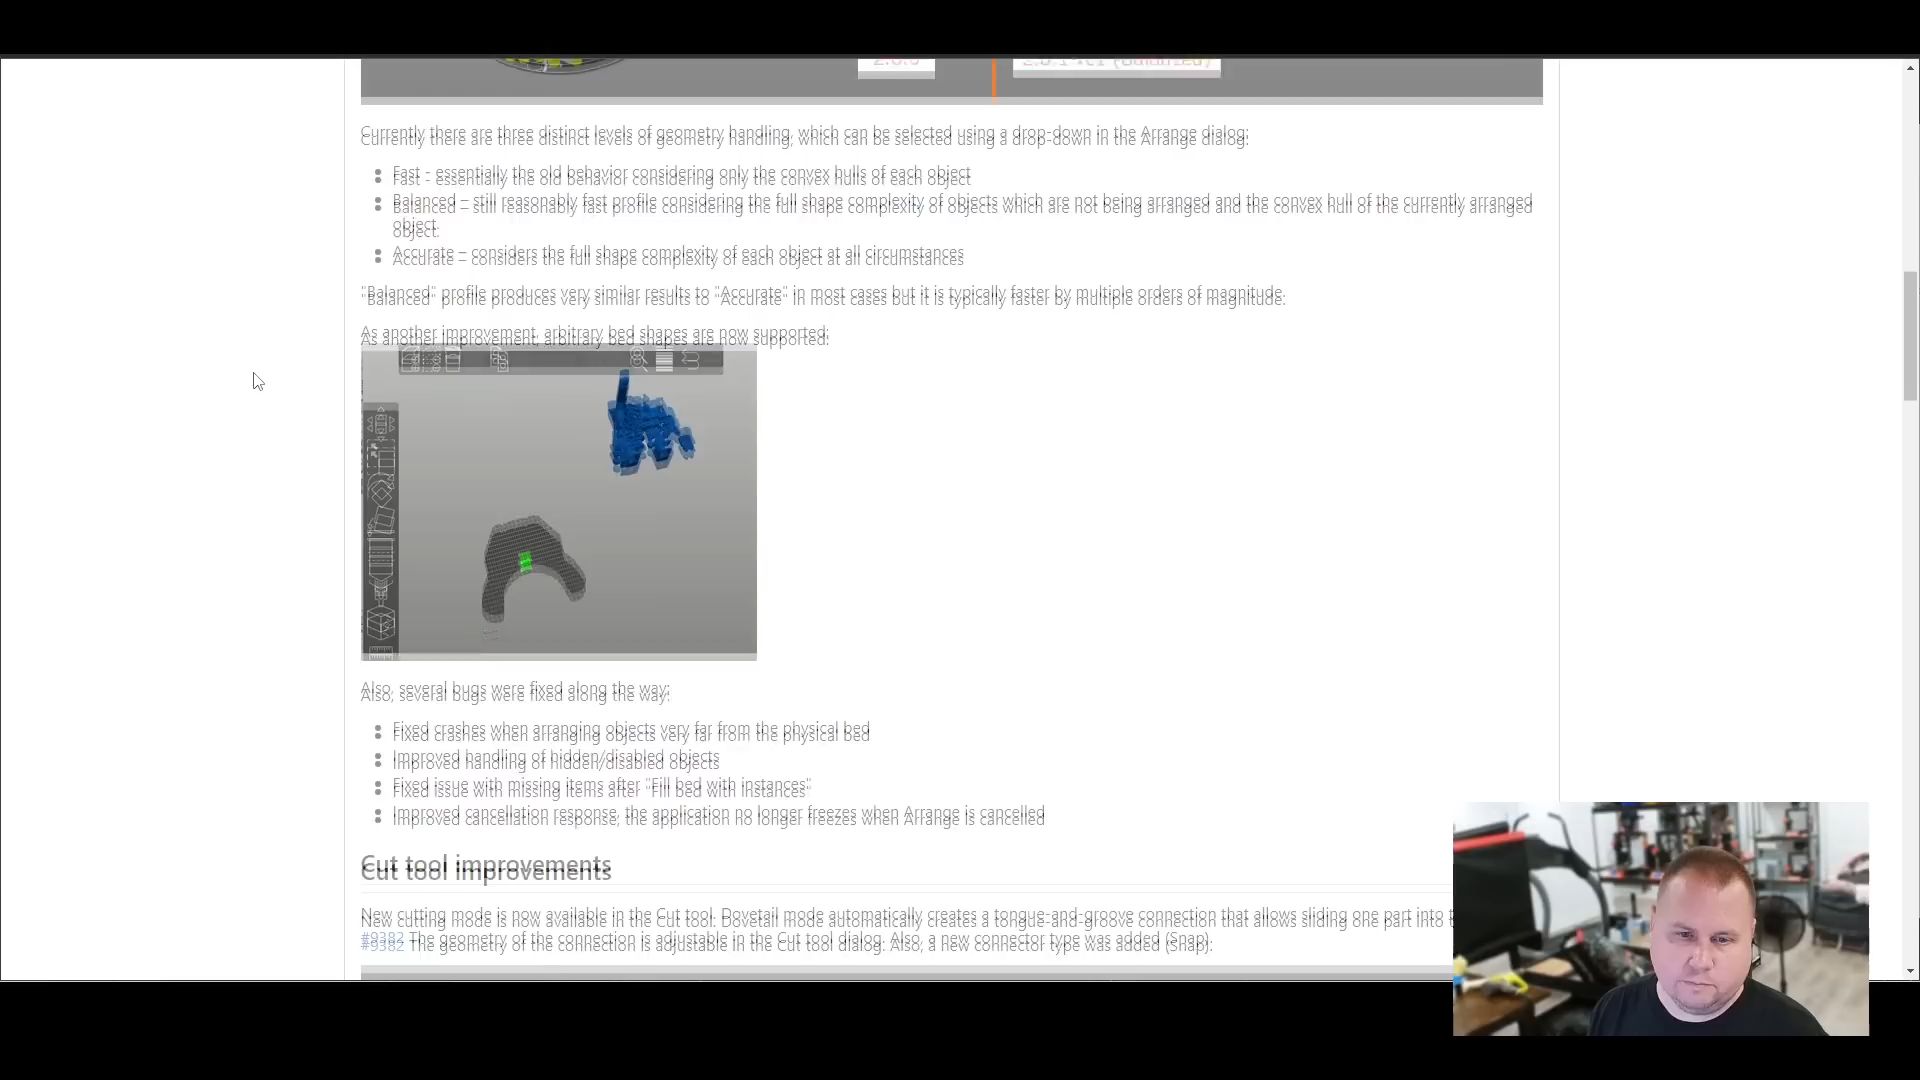 Currently there are three distinct levels of geometry handling, which can be selected using a drop-down in the Arrange dialog:
Fast - essentially the old behavior considering only the convex hulls of each object
Balanced – still reasonably fast profile considering the full shape complexity of objects which are not being arranged and the convex hull of the currently arranged
object.
Accurate – considers the full shape complexity of each object at all circumstances
"Balanced" profile produces very similar results to "Accurate" in most cases but it is typically faster by multiple orders of magnitude.
As another improvement, arbitrary bed shapes are now supported:
Also, several bugs were fixed along the way:
Fixed crashes when arranging objects very far from the physical bed
Improved handling of hidden/disabled objects
Fixed issue with missing items after "Fill bed with instances"
Improved cancellation response, the application no longer freezes when Arrange is cancelled
Cut tool improvements
New cutting mode is now available in the Cut tool. Dovetail mode automatically creates a tongue-and-groove connection that allows sliding one part into
#9382 The geometry of the connection is adjustable in the Cut tool dialog. Also, a new connector type was added (Snap).